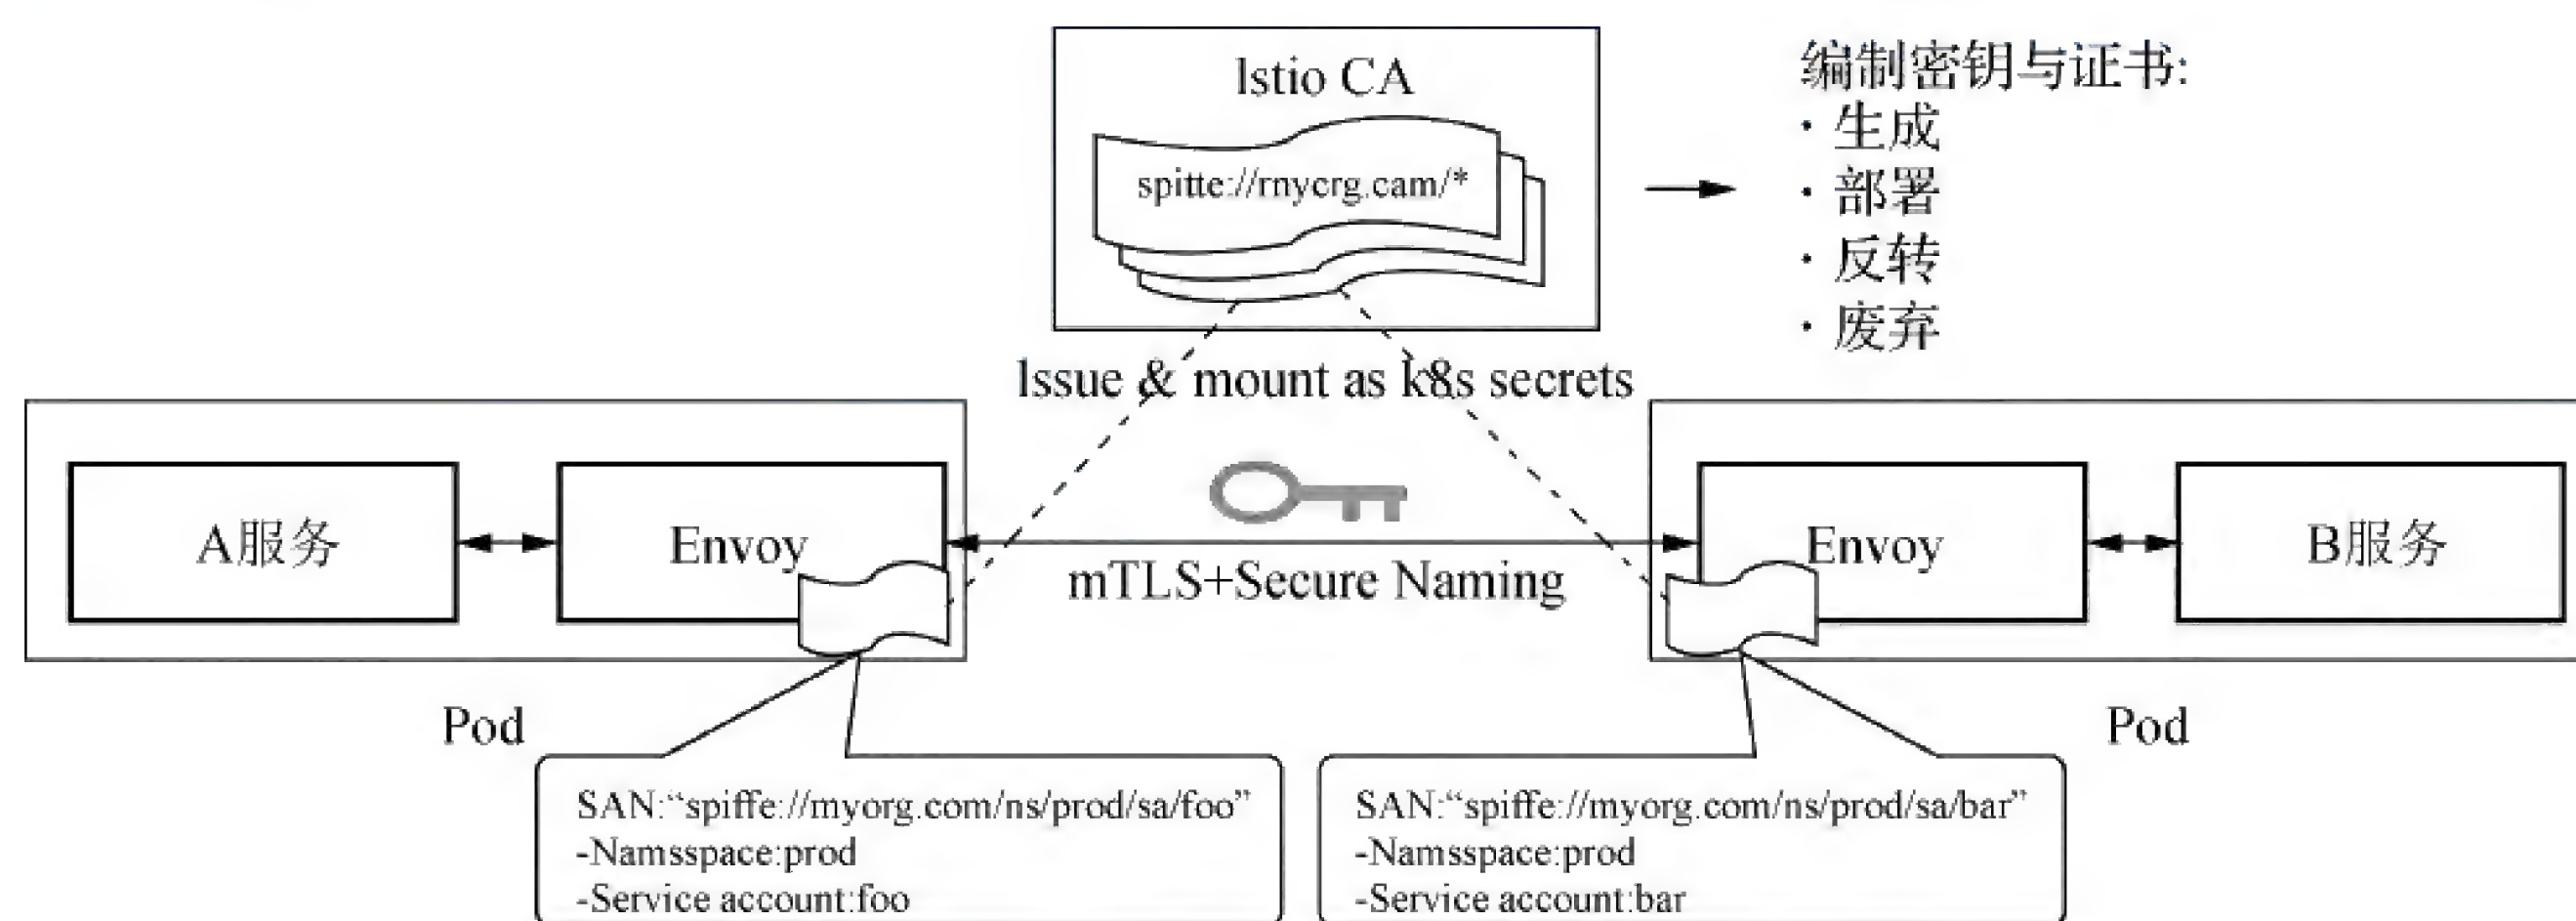 Istio CA
spitte://rnycrg.cam/*
编制密钥与证书:
· 生成
· 部署
· 反转
· 废弃
Issue & mount as k8s secrets
A服务
Envoy
mTLS+Secure Naming
Envoy
B服务
Pod
Pod
SAN:“spiffe://myorg.com/ns/prod/sa/foo”
-Namsspace:prod
-Service account:foo
SAN:“spiffe://myorg.com/ns/prod/sa/bar”
-Namsspace:prod
-Service account:bar